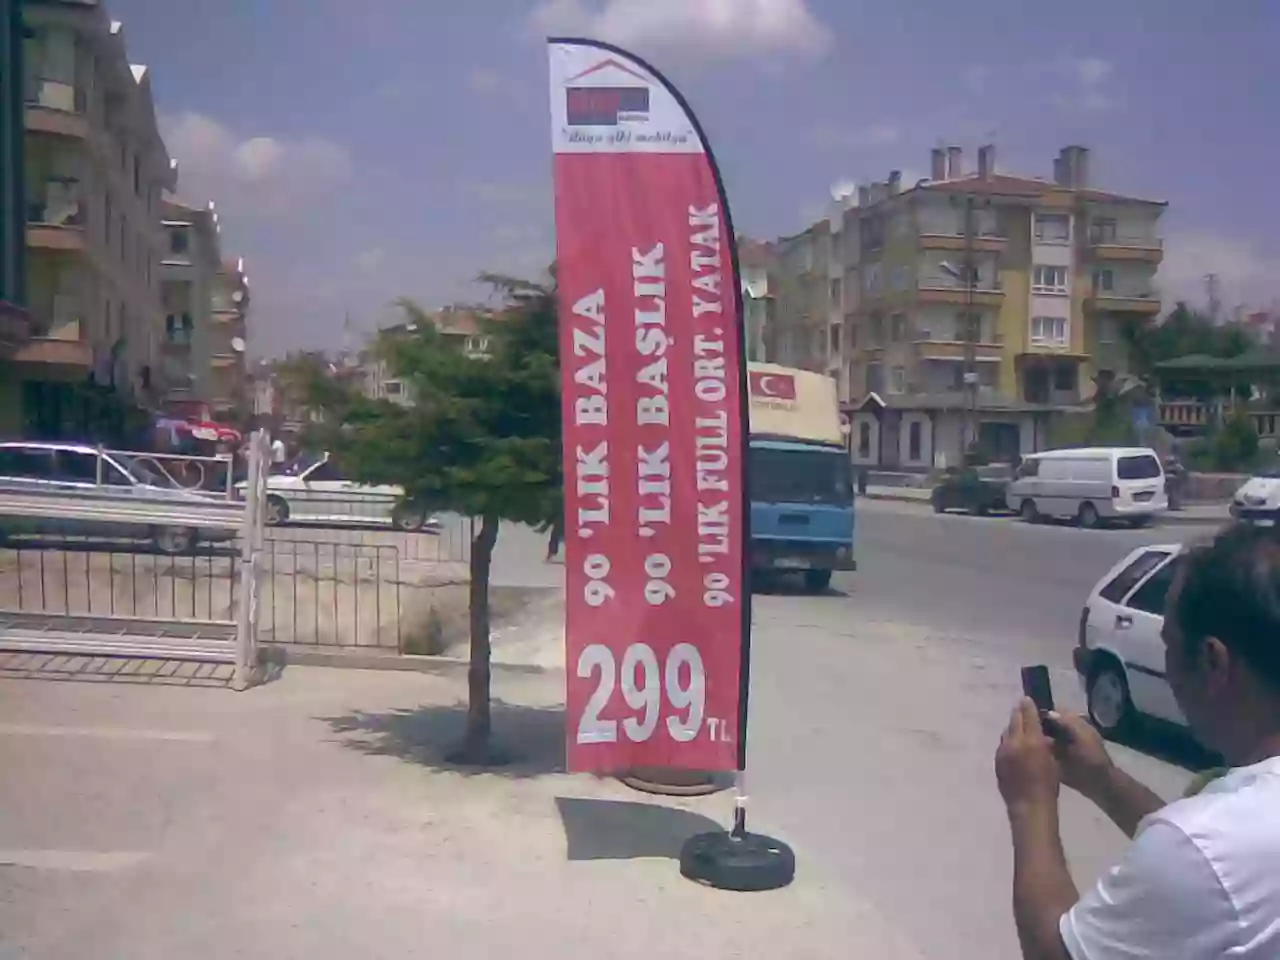 90 'LIK BAZA
90 'LIK BAŞLIK
90 'LIK FULL ORT. YATAK
299 TL